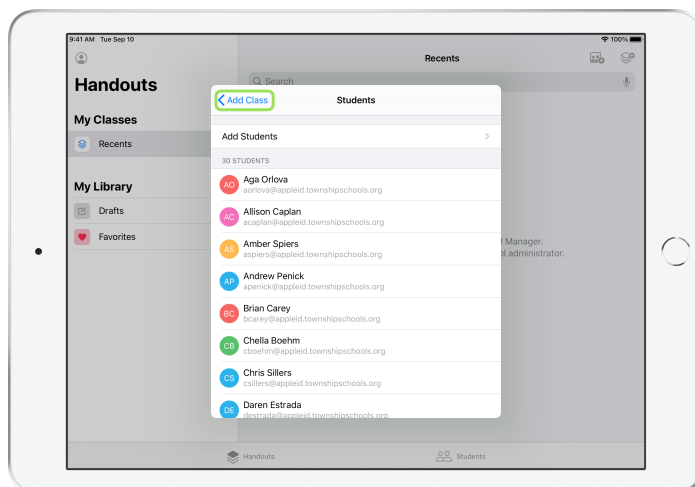 9:41 AM Tue Sep 10
100%
Recents
Handouts
Search
My Classes
Recents
My Library
Drafts
Favorites
Add Class
Students
Add Students
30 STUDENTS
AO
Aga Orlova
aorlova@appleid.townshipschools.org
AC
Allison Caplan
acaplan@appleid.townshipschools.org
AS
Amber Spiers
aspiers@appleid.townshipschools.org
AP
Andrew Penick
apenick@appleid.townshipschools.org
BC
Brian Carey
bcarey@appleid.townshipschools.org
CB
Chella Boehm
cboehm@appleid.townshipschools.org
CS
Chris Sillers
csillers@appleid.townshipschools.org
DE
Daren Estrada
destrada@appleid.townshipschools.org
Manager.
ol administrator.
Handouts
Students